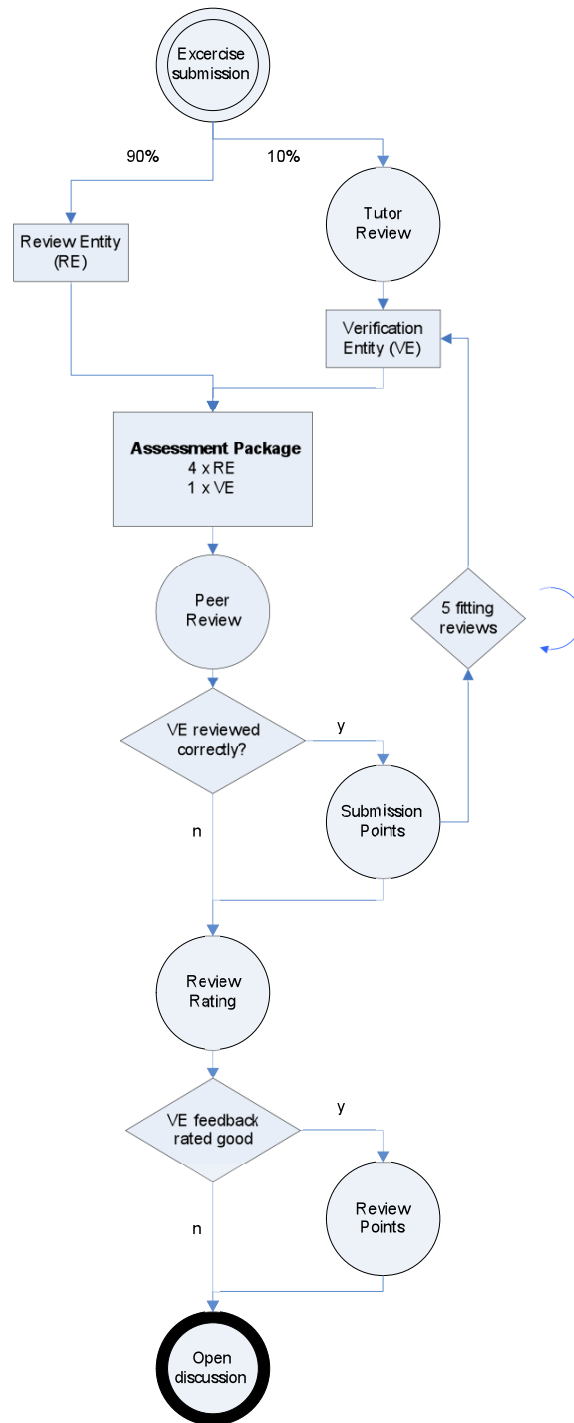 Excercise
submission
90%
10%
Tutor
Review
Review Entity
(RE)
Verification
Entity (VE)
Assessment Package
4 x RE
1 x VE
Peer
Review
5 fitting
reviews
VE reviewed
correctly?
y
Submission
Points
n
Review
Rating
VE feedback
rated good
y
Review
Points
n
Open
discussion